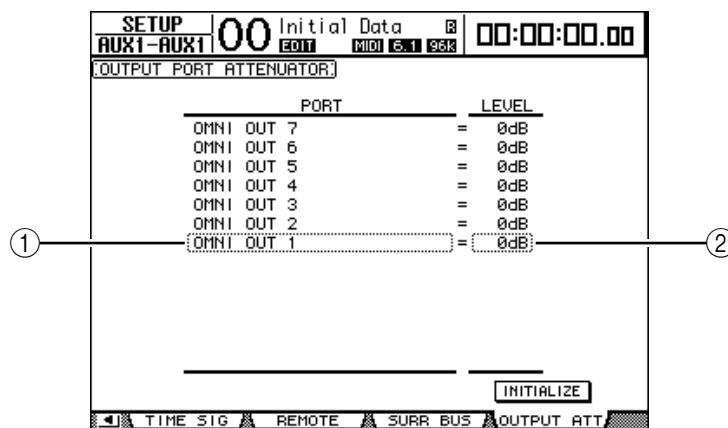 SETUP
AUX1-AUX1
00 Initial Data R
EDIT MIDI 6.1 96k
00:00:00.00
OUTPUT PORT ATTENUATOR
PORT LEVEL
OMNI OUT 7 = 0dB
OMNI OUT 6 = 0dB
OMNI OUT 5 = 0dB
OMNI OUT 4 = 0dB
OMNI OUT 3 = 0dB
OMNI OUT 2 = 0dB
① OMNI OUT 1 = 0dB ②
INITIALIZE
TIME SIG REMOTE SURR BUS OUTPUT ATT